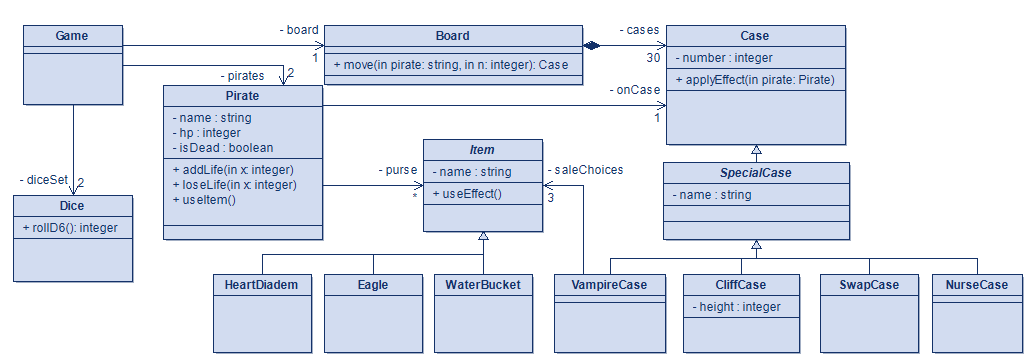 Game
- board
1
Board
+ move(in pirate: string, in n: integer): Case
- cases
30
Case
- number : integer
+ applyEffect(in pirate: Pirate)
- pirates
2
Pirate
- name : string
- hp : integer
- isDead : boolean
+ addLife(in x: integer)
+ loseLife(in x: integer)
+ useItem()
- onCase
1
- diceSet
2
Dice
+ rollD6(): integer
- purse
*
Item
- name : string
+ useEffect()
- saleChoices
3
SpecialCase
- name : string
HeartDiadem
Eagle
WaterBucket
VampireCase
CliffCase
- height : integer
SwapCase
NurseCase